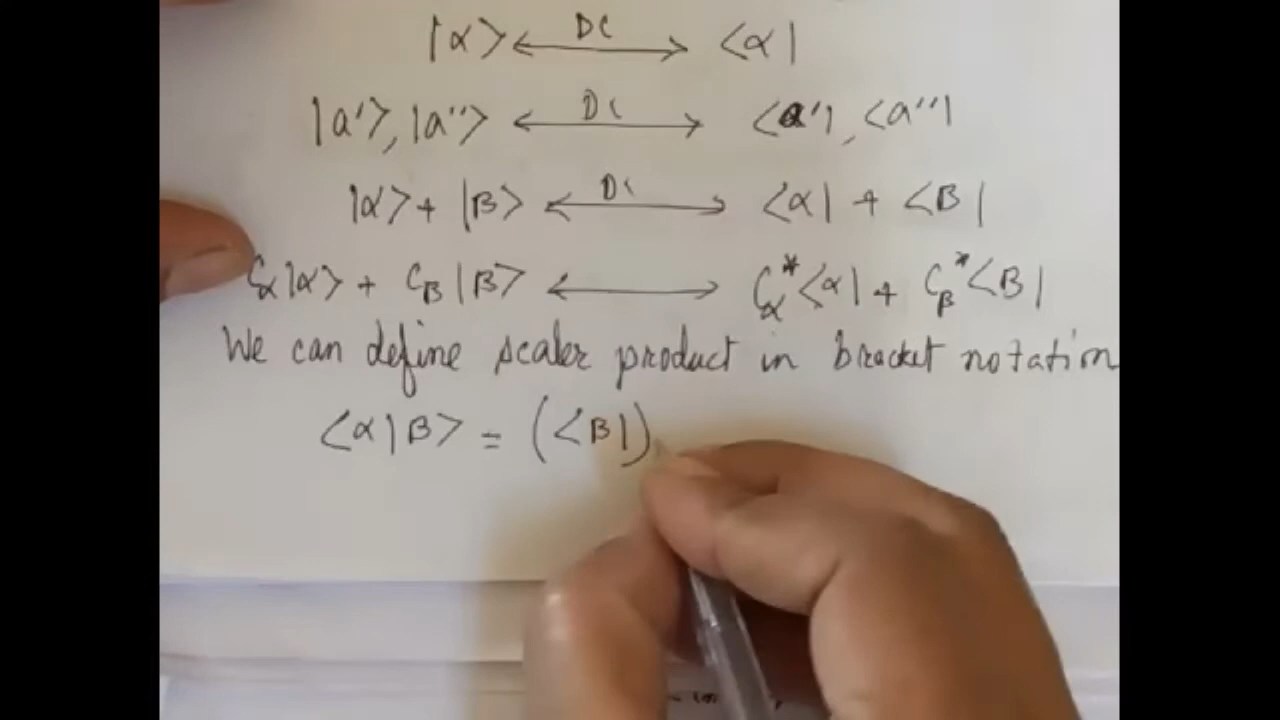 |α> <-- DC --> <α|
|a'>, |a''> <-- DC --> <a'|, <a''|
|α> + |β> <-- DC --> <α| + <β|
Cα|α> + Cβ|β> <--> Cα*<α| + Cβ*<β|
We can define scaler product in bracket notation
<α|β> = (<β|)